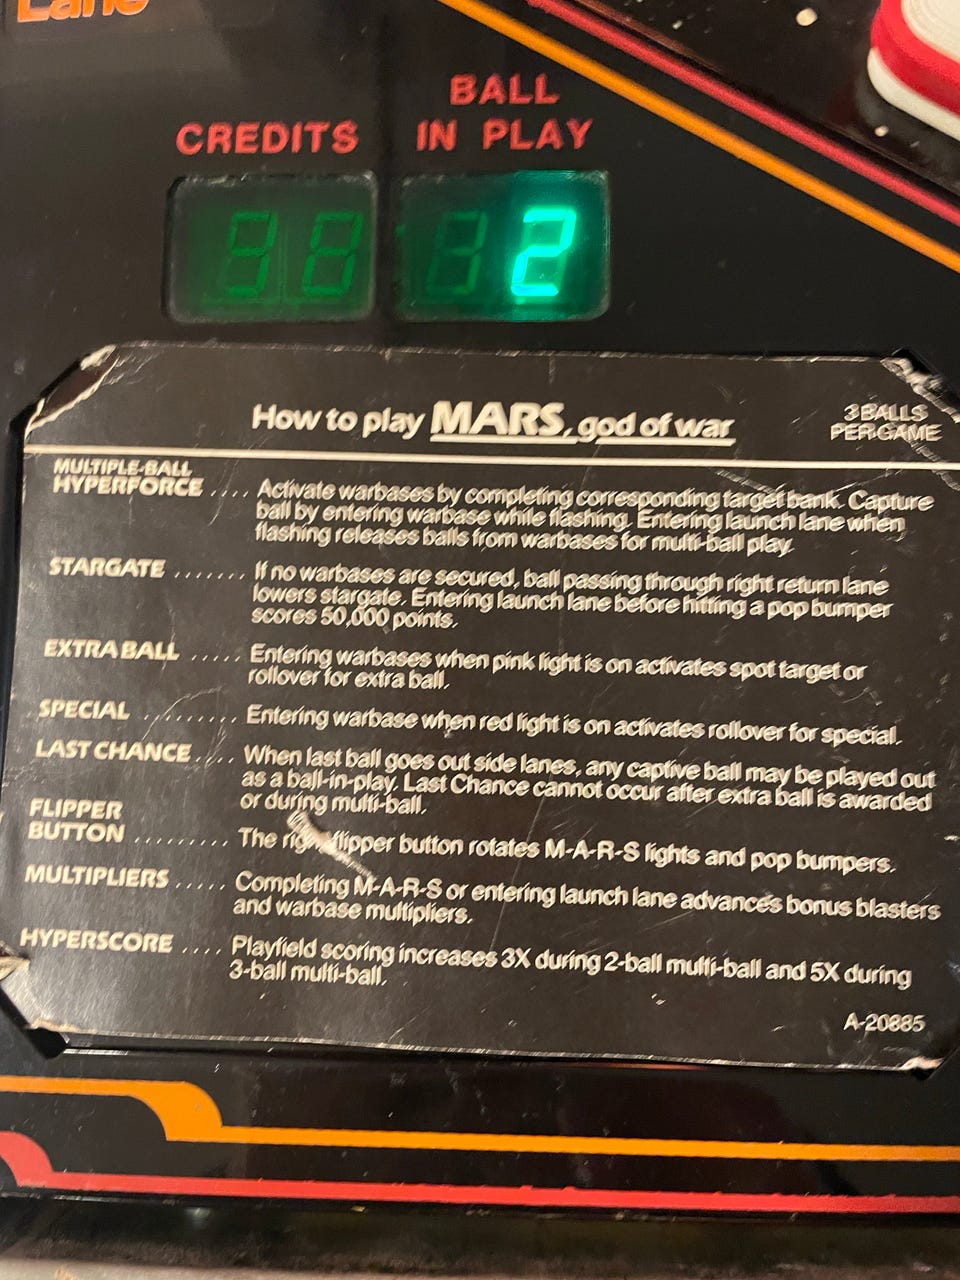 Lane
BALL
CREDITS IN PLAY
2
How to play MARS, god of war
3 BALLS
PER GAME
MULTIPLE-BALL
HYPERFORCE .... Activate warbases by completing corresponding target bank. Capture
ball by entering warbase while flashing. Entering launch lane when
flashing releases balls from warbases for multi-ball play.
STARGATE ....... If no warbases are secured, ball passing through right return lane
lowers stargate. Entering launch lane before hitting a pop bumper
scores 50,000 points.
EXTRA BALL ..... Entering warbases when pink light is on activates spot target or
rollover for extra ball.
SPECIAL ......... Entering warbase when red light is on activates rollover for special.
LAST CHANCE .... When last ball goes out side lanes, any captive ball may be played out
as a ball-in-play. Last Chance cannot occur after extra ball is awarded
or during multi-ball.
FLIPPER
BUTTON ......... The right flipper button rotates M-A-R-S lights and pop bumpers.
MULTIPLIERS ..... Completing M-A-R-S or entering launch lane advances bonus blasters
and warbase multipliers.
HYPERSCORE .... Playfield scoring increases 3X during 2-ball multi-ball and 5X during
3-ball multi-ball.
A-20885